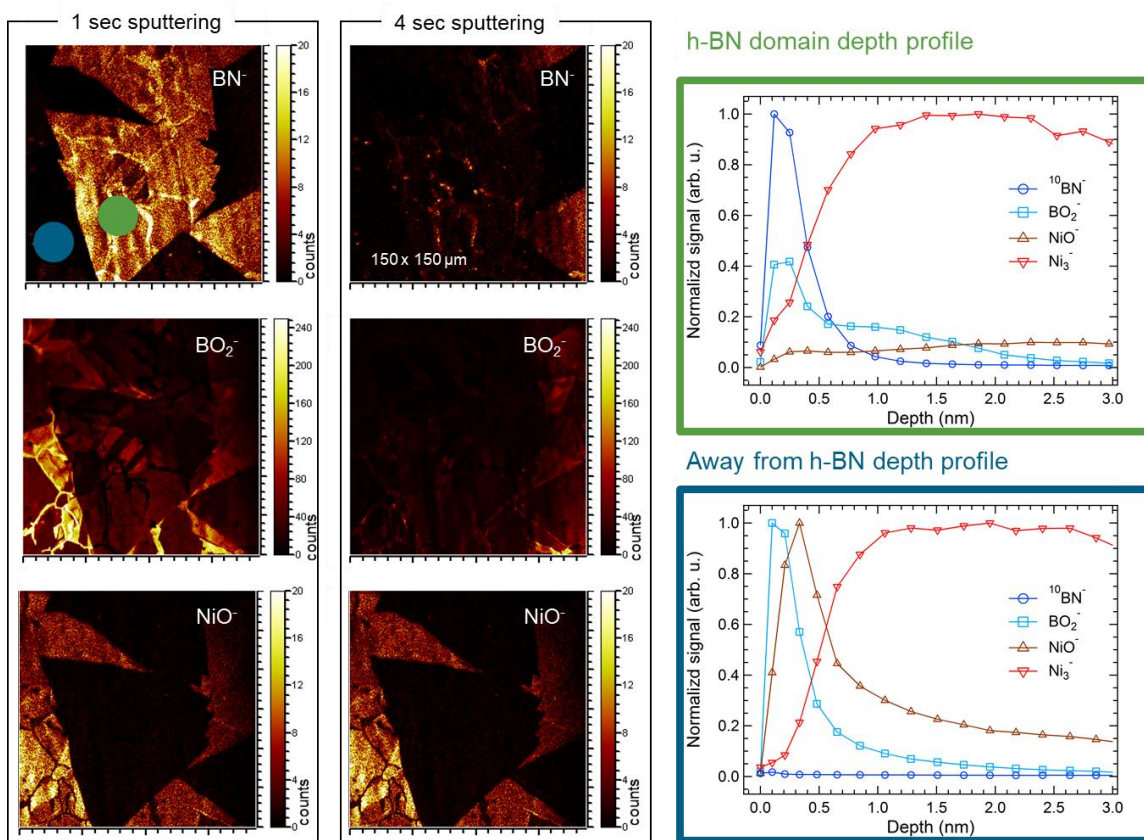 1 sec sputtering
BN⁻
20
16
12
8
4
0
counts
BO₂⁻
240
200
160
120
80
40
0
counts
NiO⁻
20
16
12
8
4
0
counts
4 sec sputtering
BN⁻
150 x 150 µm
20
16
12
8
4
0
counts
BO₂⁻
240
200
160
120
80
40
0
counts
NiO⁻
20
16
12
8
4
0
counts
h-BN domain depth profile
Normalizd signal (arb. u.)
1.0
0.8
0.6
0.4
0.2
0.0
¹⁰BN⁻
BO₂⁻
NiO⁻
Ni₃⁻
0.0 0.5 1.0 1.5 2.0 2.5 3.0
Depth (nm)
Away from h-BN depth profile
Normalizd signal (arb. u.)
1.0
0.8
0.6
0.4
0.2
0.0
¹⁰BN⁻
BO₂⁻
NiO⁻
Ni₃⁻
0.0 0.5 1.0 1.5 2.0 2.5 3.0
Depth (nm)